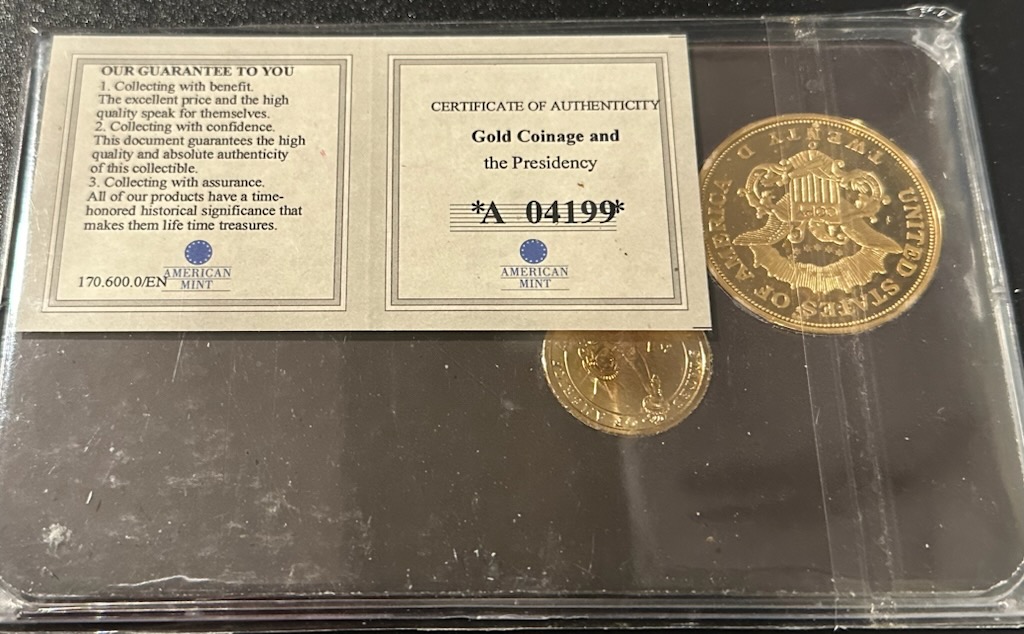 OUR GUARANTEE TO YOU
1. Collecting with benefit.
The excellent price and the high
quality speak for themselves.
2. Collecting with confidence.
This document guarantees the high
quality and absolute authenticity
of this collectible.
3. Collecting with assurance.
All of our products have a time-
honored historical significance that
makes them life time treasures.
170.600.0/EN
AMERICAN
MINT
CERTIFICATE OF AUTHENTICITY
Gold Coinage and
the Presidency
*A 04199*
AMERICAN
MINT
UNITED STATES OF AMERICA
TWENTY D.
OF AMERICA